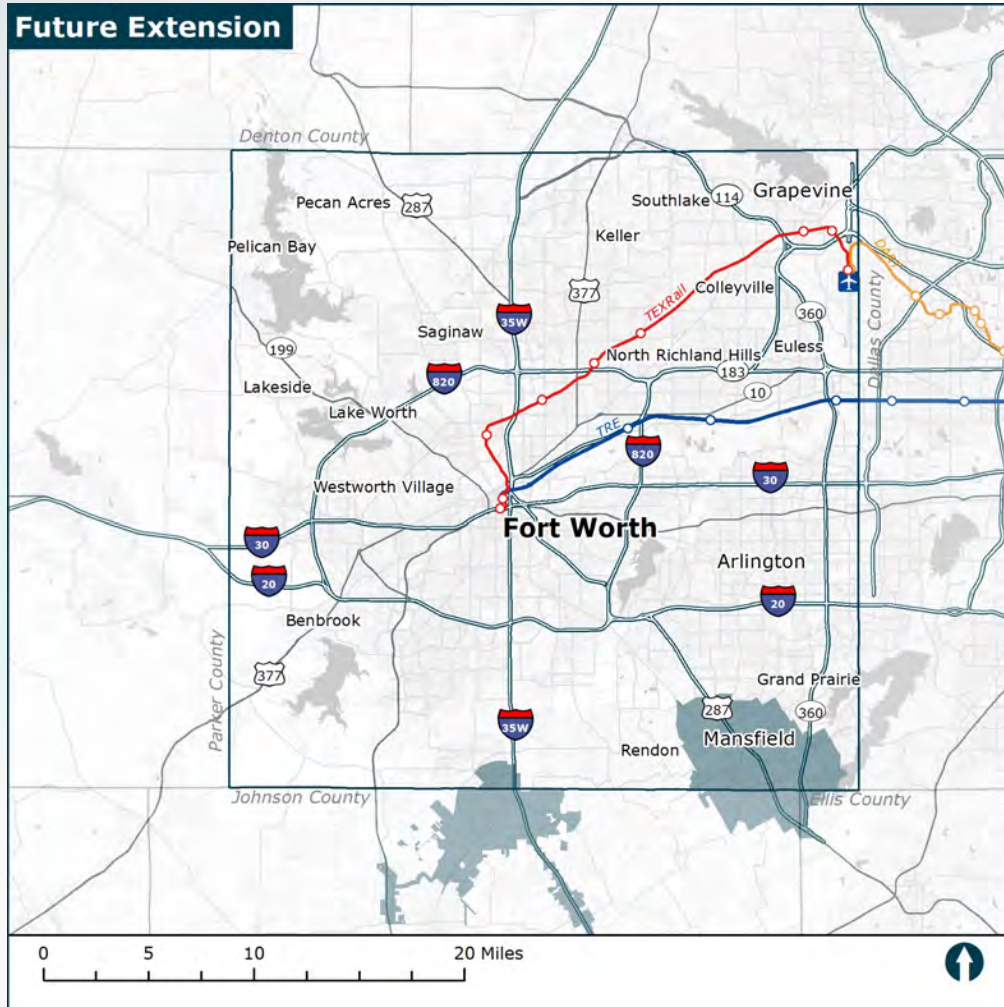 Future Extension
Denton County
Grapevine
Southlake
114
Pecan Acres
287
Keller
Pelican Bay
DART
377
Colleyville
TEXRail
35W
360
Dallas County
Saginaw
199
Euless
North Richland Hills
183
820
Lakeside
10
Lake Worth
TRE
820
30
Westworth Village
Fort Worth
30
Arlington
20
20
Benbrook
Parker County
377
Grand Prairie
287
360
35W
Mansfield
Rendon
Johnson County
Ellis County
0 5 10 20 Miles